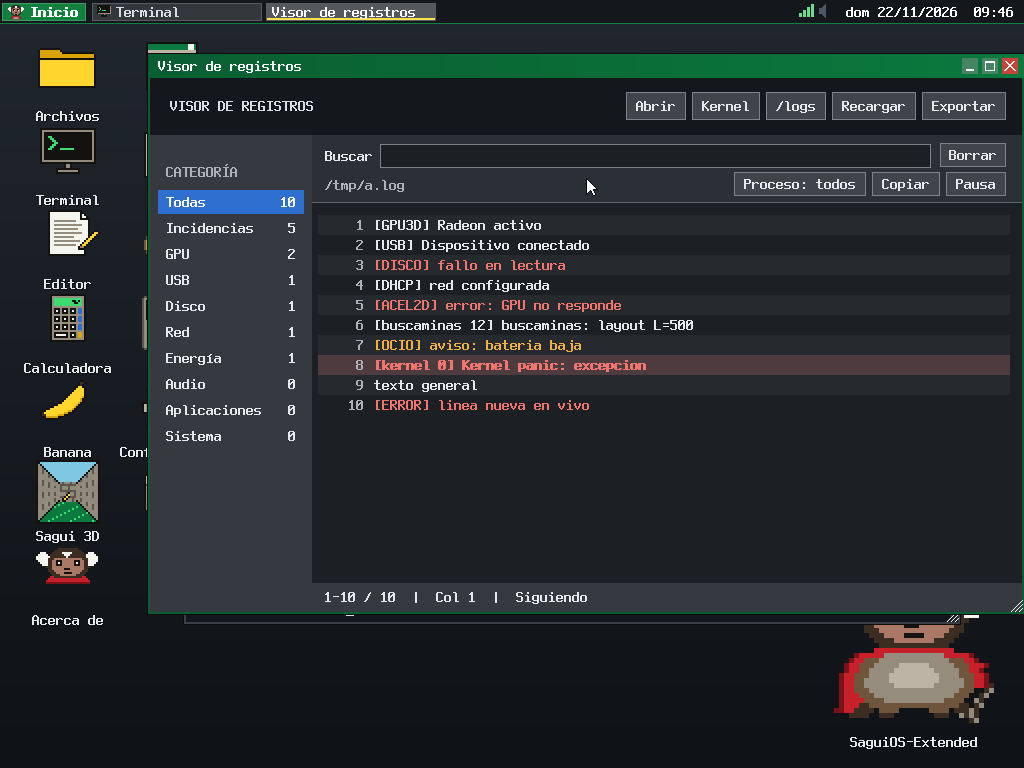 Inicio Terminal Visor de registros dom 22/11/2026 09:46
Archivos
Terminal
Editor
Calculadora
Banana
Sagui 3D
Acerca de
Visor de registros
VISOR DE REGISTROS
Abrir Kernel /logs Recargar Exportar
CATEGORÍA
Todas 10
Incidencias 5
GPU 2
USB 1
Disco 1
Red 1
Energía 1
Audio 0
Aplicaciones 0
Sistema 0
Buscar Borrar
/tmp/a.log Proceso: todos Copiar Pausa
1 [GPU3D] Radeon activo
2 [USB] Dispositivo conectado
3 [DISCO] fallo en lectura
4 [DHCP] red configurada
5 [ACEL2D] error: GPU no responde
6 [buscaminas 12] buscaminas: layout L=500
7 [OCIO] aviso: bateria baja
8 [kernel 0] Kernel panic: excepcion
9 texto general
10 [ERROR] linea nueva en vivo
1-10 / 10 | Col 1 | Siguiendo
SaguiOS-Extended